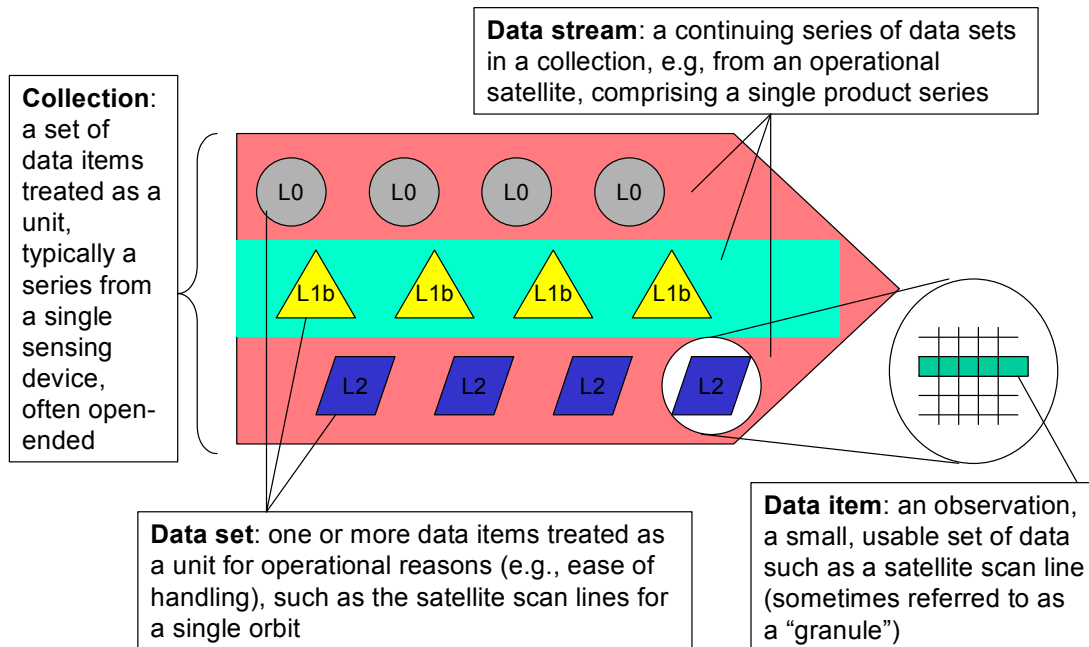 Data stream: a continuing series of data sets
in a collection, e.g, from an operational
satellite, comprising a single product series
Collection:
a set of
data items
treated as a
unit,
typically a
series from
a single
sensing
device,
often open-
ended
L0 L0 L0 L0
L1b L1b L1b L1b
L2 L2 L2 L2
Data set: one or more data items treated as
a unit for operational reasons (e.g., ease of
handling), such as the satellite scan lines for
a single orbit
Data item: an observation,
a small, usable set of data
such as a satellite scan line
(sometimes referred to as
a “granule”)